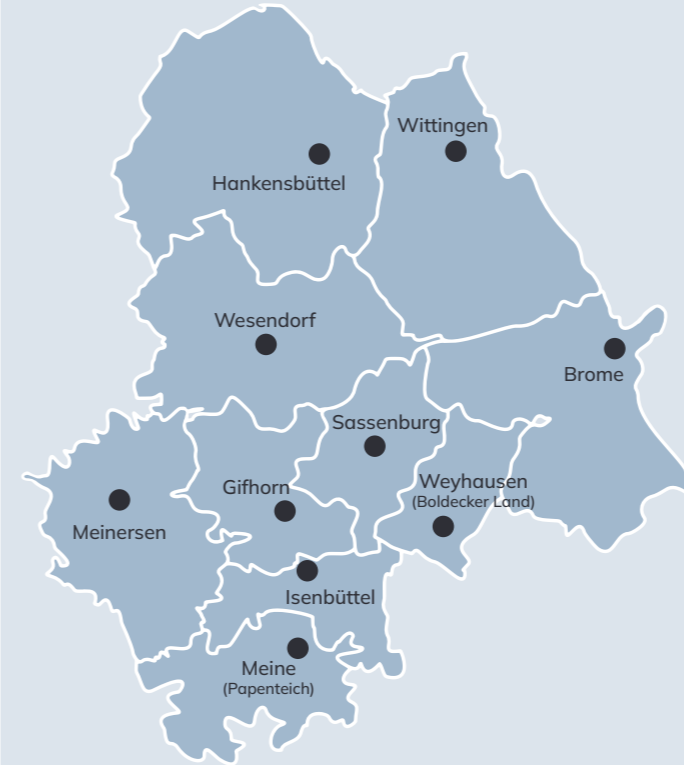 Wittingen
Hankensbüttel
Wesendorf
Brome
Sassenburg
Weyhausen
(Boldecker Land)
Gifhorn
Meinersen
Isenbüttel
Meine
(Papenteich)